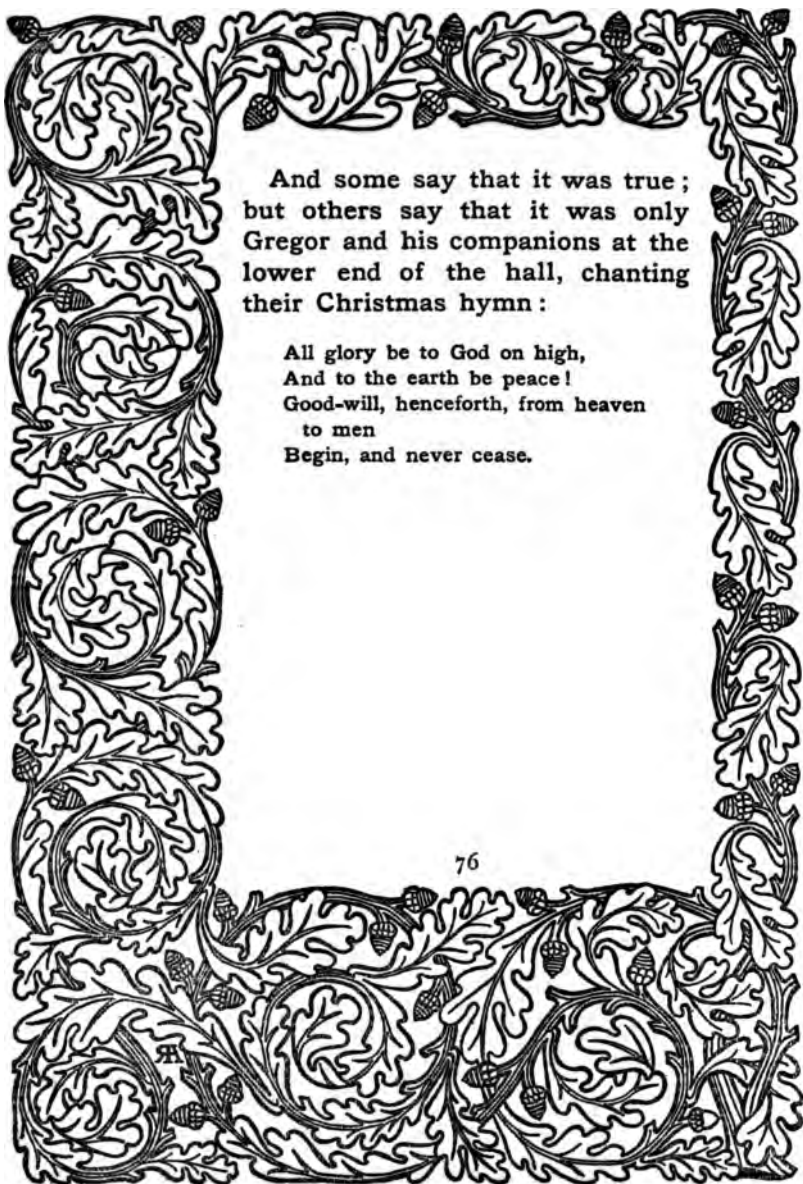 And some say that it was true ;
but others say that it was only
Gregor and his companions at the
lower end of the hall, chanting
their Christmas hymn :
All glory be to God on high,
And to the earth be peace !
Good-will, henceforth, from heaven
to men
Begin, and never cease.
76